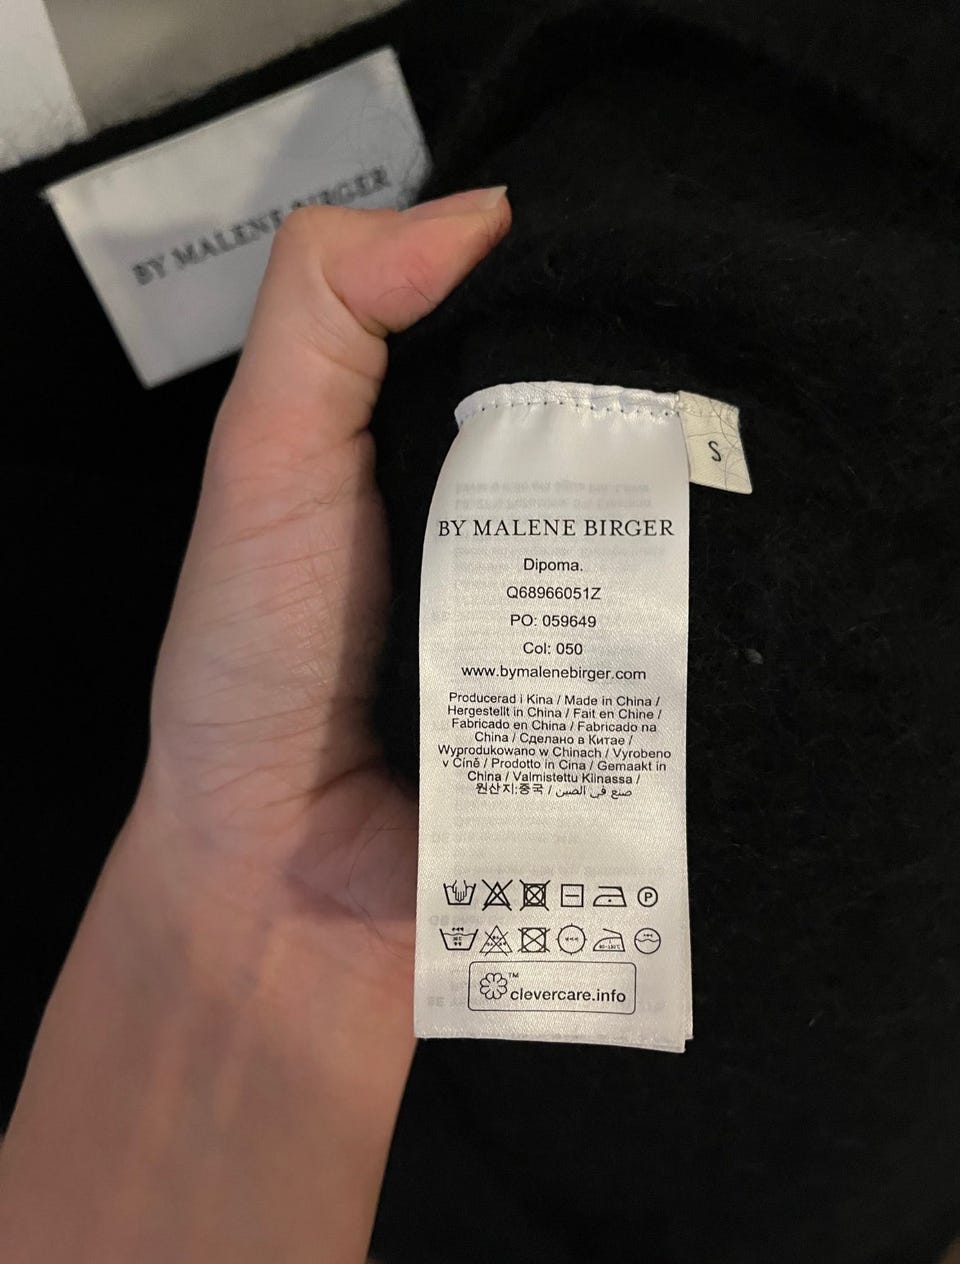 BY MALENE BIRGER
S
BY MALENE BIRGER
Dipoma.
Q68966051Z
PO: 059649
Col: 050
www.bymalenebirger.com
Producerad i Kina / Made in China /
Hergestellt in China / Fait en Chine /
Fabricado en China / Fabricado na
China / Сделано в Китае /
Wyprodukowano w Chinach / Vyrobeno
v Číně / Prodotto in Cina / Gemaakt in
China / Valmistettu Kiinassa /
원산지:중국 / صنع في الصين
P
clevercare.info
TM